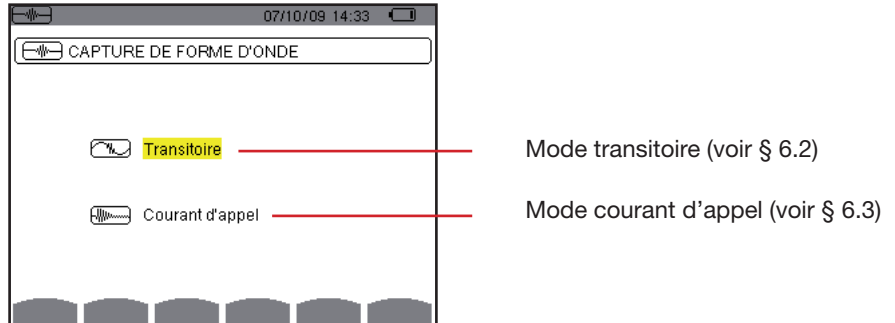 07/10/09 14:33
CAPTURE DE FORME D'ONDE
Transitoire
Mode transitoire (voir § 6.2)
Courant d'appel
Mode courant d’appel (voir § 6.3)